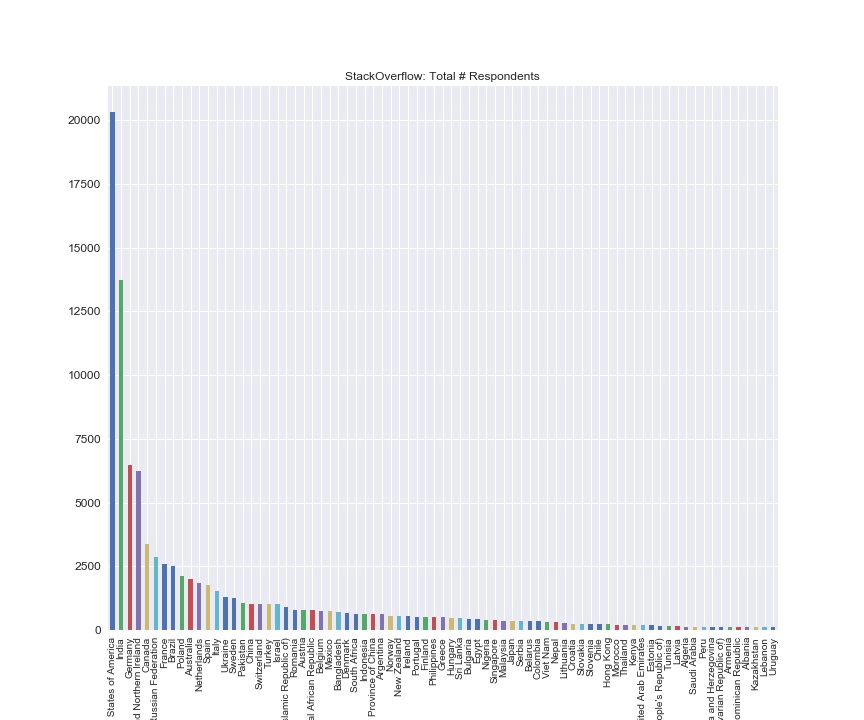 StackOverflow: Total # Respondents
20000
17500
15000
12500
10000
7500
5000
2500
0
States of America
India
Germany
d Northern Ireland
Canada
ussian Federation
France
Brazil
Poland
Australia
Netherlands
Spain
Italy
Ukraine
Sweden
Pakistan
China
Switzerland
Turkey
Israel
slamic Republic of)
Romania
Austria
al African Republic
Belgium
Mexico
Bangladesh
Denmark
South Africa
Indonesia
Province of China
Argentina
Norway
New Zealand
Ireland
Portugal
Finland
Philippines
Greece
Hungary
Sri Lanka
Bulgaria
Egypt
Nigeria
Singapore
Malaysia
Japan
Serbia
Belarus
Colombia
Viet Nam
Nepal
Lithuania
Croatia
Slovakia
Slovenia
Chile
Hong Kong
Morocco
Thailand
Kenya
ited Arab Emirates
Estonia
ople's Republic of)
Tunisia
Latvia
Algeria
Saudi Arabia
Peru
a and Herzegovina
varian Republic of)
Armenia
ominican Republic
Albania
Kazakhstan
Lebanon
Uruguay